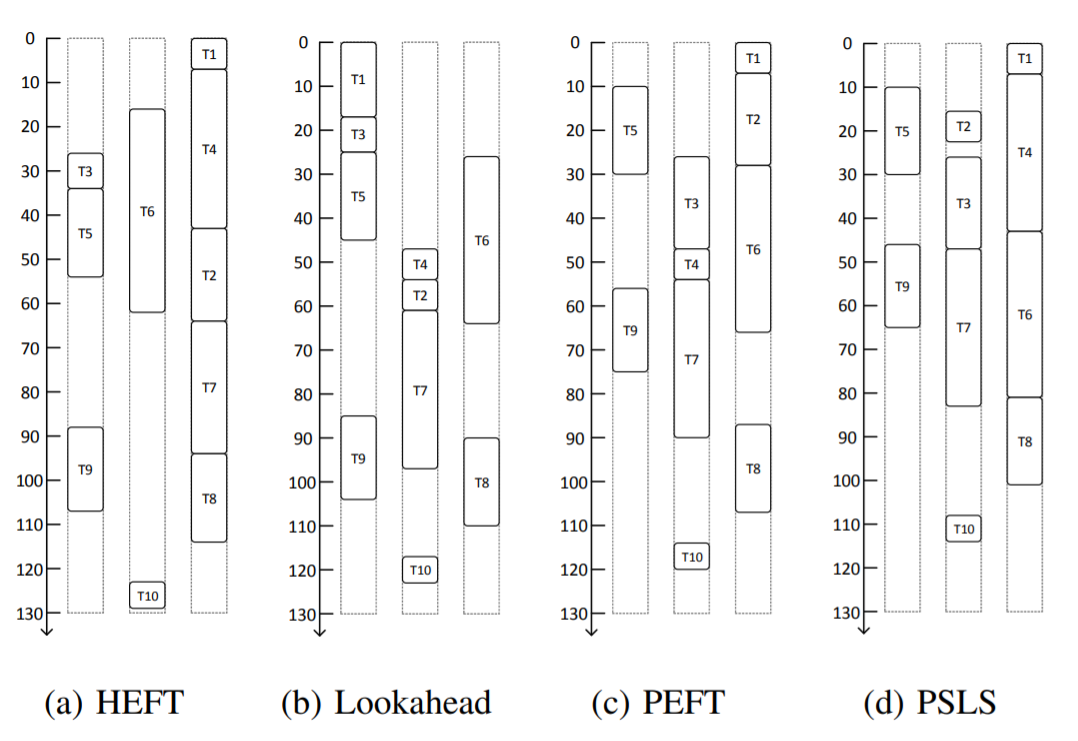 0
10
20
30
40
50
60
70
80
90
100
110
120
130
T1
T4
T3
T6
T5
T2
T7
T9
T8
T10
(a) HEFT
0
10
20
30
40
50
60
70
80
90
100
110
120
130
T1
T3
T5
T6
T4
T2
T7
T9
T8
T10
(b) Lookahead
0
10
20
30
40
50
60
70
80
90
100
110
120
130
T1
T5
T2
T3
T6
T4
T9
T7
T8
T10
(c) PEFT
0
10
20
30
40
50
60
70
80
90
100
110
120
130
T1
T2
T5
T4
T3
T9
T6
T7
T8
T10
(d) PSLS